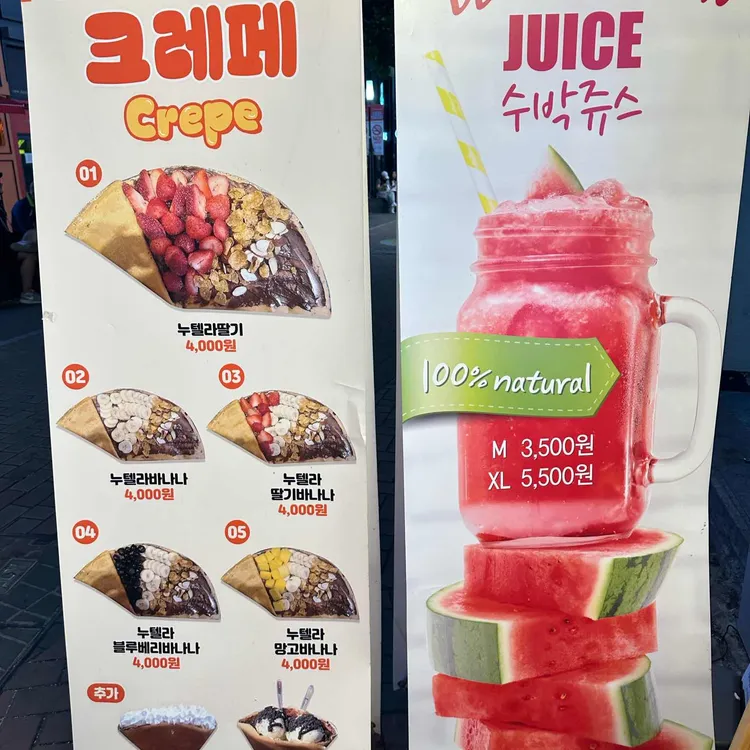 크레페
Crepe
01
누텔라딸기
4,000원
02
누텔라바나나
4,000원
03
누텔라
딸기바나나
4,000원
04
누텔라
블루베리바나나
4,000원
05
누텔라
망고바나나
4,000원
추가
JUICE
수박쥬스
100% natural
M 3,500원
XL 5,500원